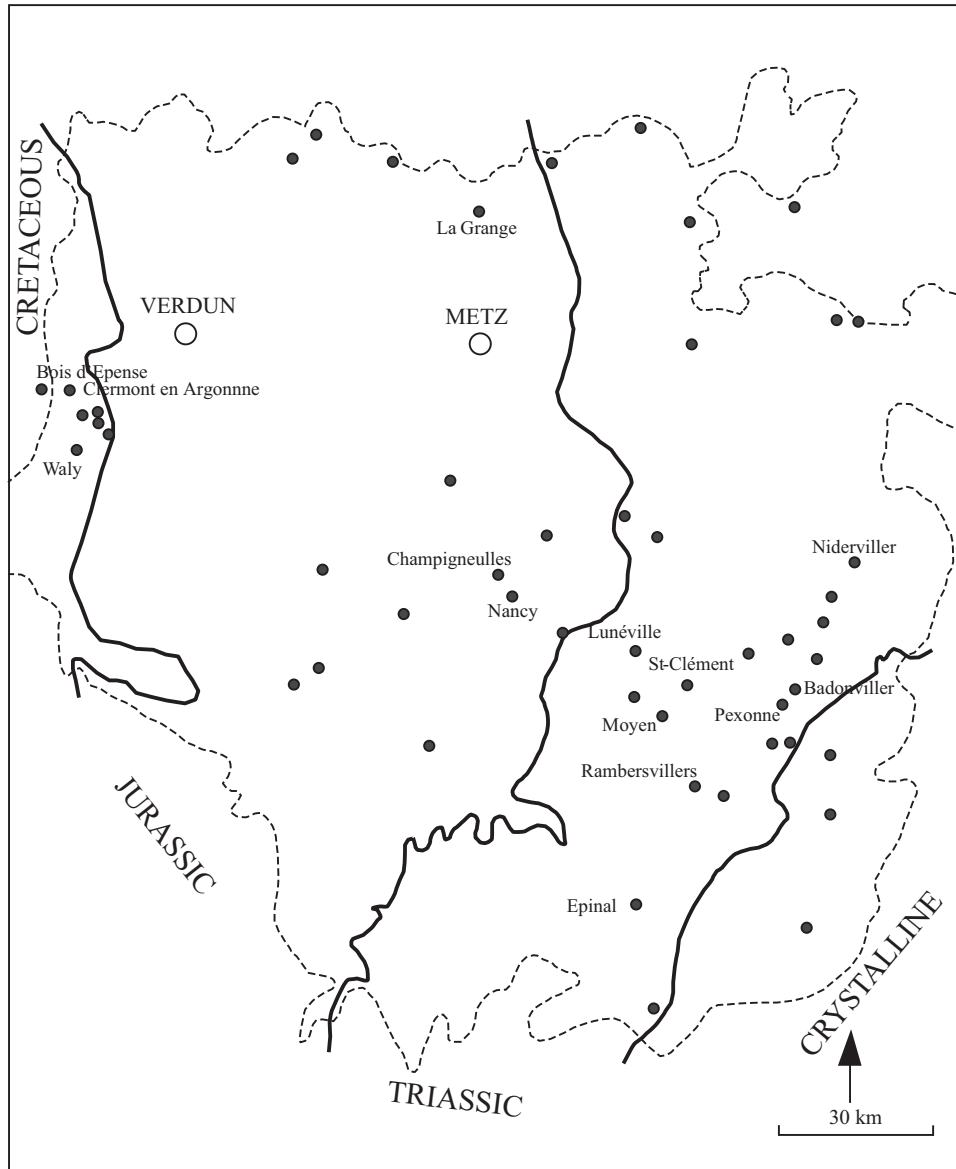 La Grange
CRETACEOUS
VERDUN
METZ
Bois d'Epense
Clermont en Argonnne
Waly
Niderviller
Champigneulles
Nancy
Lunéville
St-Clément
Badonviller
Moyen
Pexonne
Rambersvillers
JURASSIC
Epinal
CRYSTALLINE
TRIASSIC
30 km